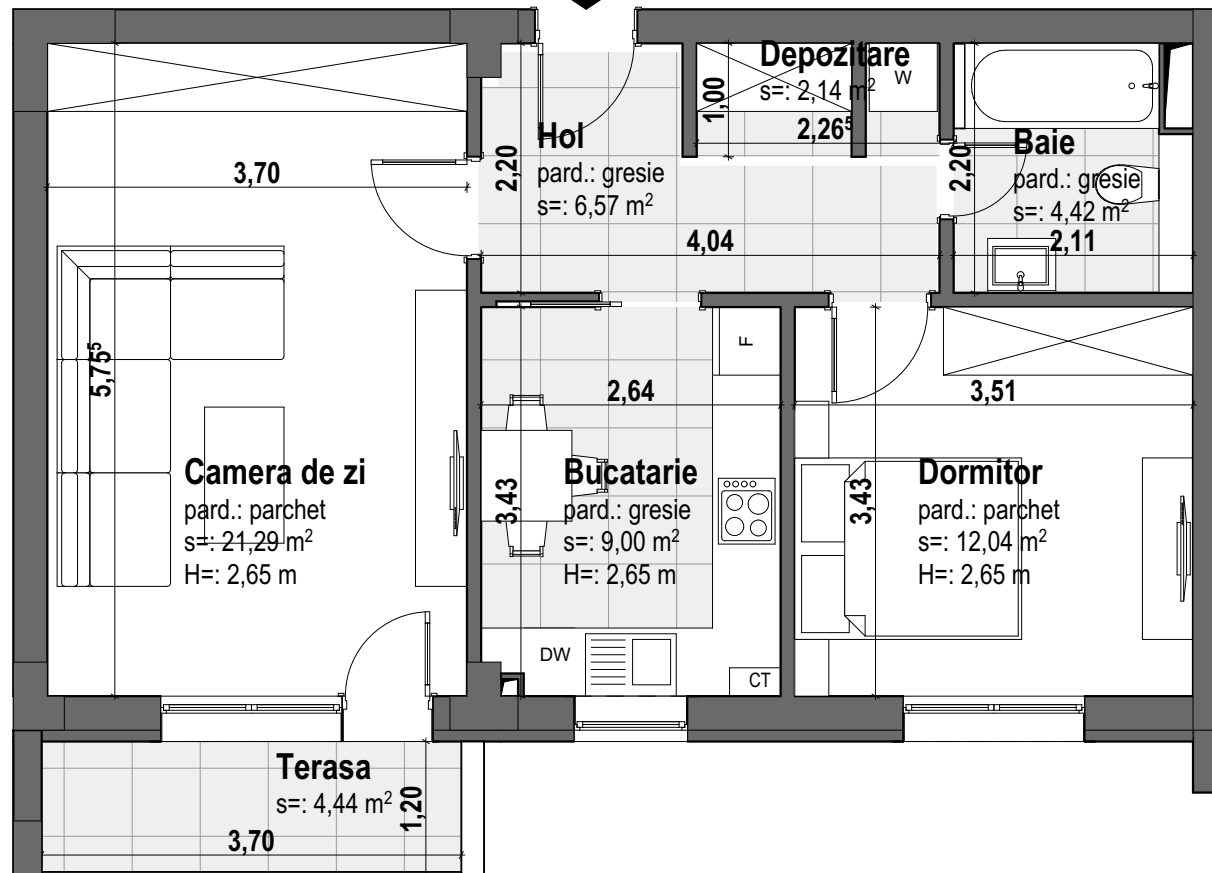 Depozitare
s=: 2,14 m²
W
1,00
2,26⁵
Hol
pard.: gresie
s=: 6,57 m²
2,20
4,04
Baie
pard.: gresie
s=: 4,42 m²
2,20
2,11
3,70
5,75⁵
Camera de zi
pard.: parchet
s=: 21,29 m²
H=: 2,65 m
F
2,64
3,43
Bucatarie
pard.: gresie
s=: 9,00 m²
H=: 2,65 m
DW
CT
3,51
3,43
Dormitor
pard.: parchet
s=: 12,04 m²
H=: 2,65 m
Terasa
s=: 4,44 m²
1,20
3,70